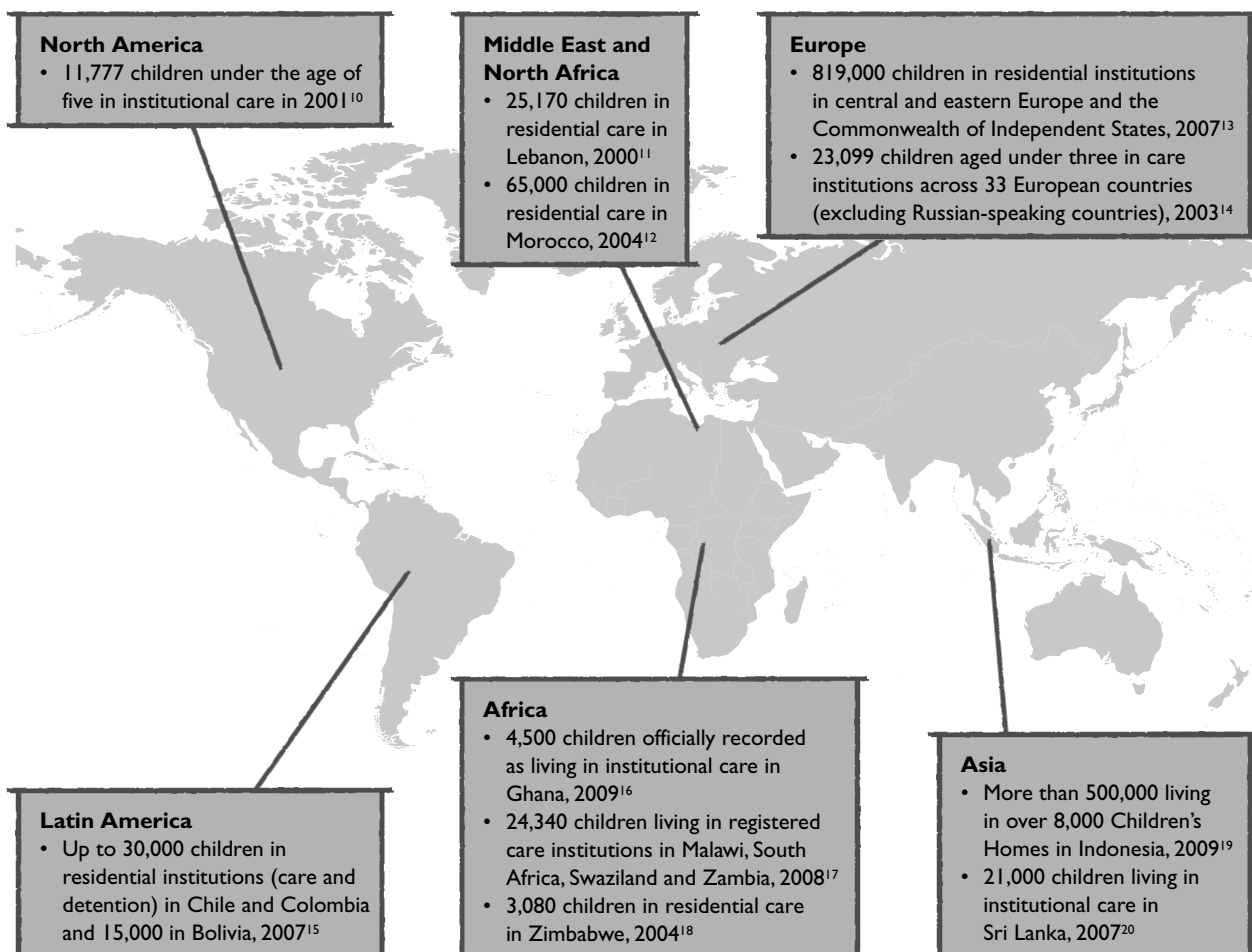 North America
• 11,777 children under the age of
five in institutional care in 2001¹⁰
Middle East and
North Africa
• 25,170 children in
residential care in
Lebanon, 2000¹¹
• 65,000 children in
residential care in
Morocco, 2004¹²
Europe
• 819,000 children in residential institutions
in central and eastern Europe and the
Commonwealth of Independent States, 2007¹³
• 23,099 children aged under three in care
institutions across 33 European countries
(excluding Russian-speaking countries), 2003¹⁴
Latin America
• Up to 30,000 children in
residential institutions (care and
detention) in Chile and Colombia
and 15,000 in Bolivia, 2007¹⁵
Africa
• 4,500 children officially recorded
as living in institutional care in
Ghana, 2009¹⁶
• 24,340 children living in registered
care institutions in Malawi, South
Africa, Swaziland and Zambia, 2008¹⁷
• 3,080 children in residential care
in Zimbabwe, 2004¹⁸
Asia
• More than 500,000 living
in over 8,000 Children's
Homes in Indonesia, 2009¹⁹
• 21,000 children living in
institutional care in
Sri Lanka, 2007²⁰